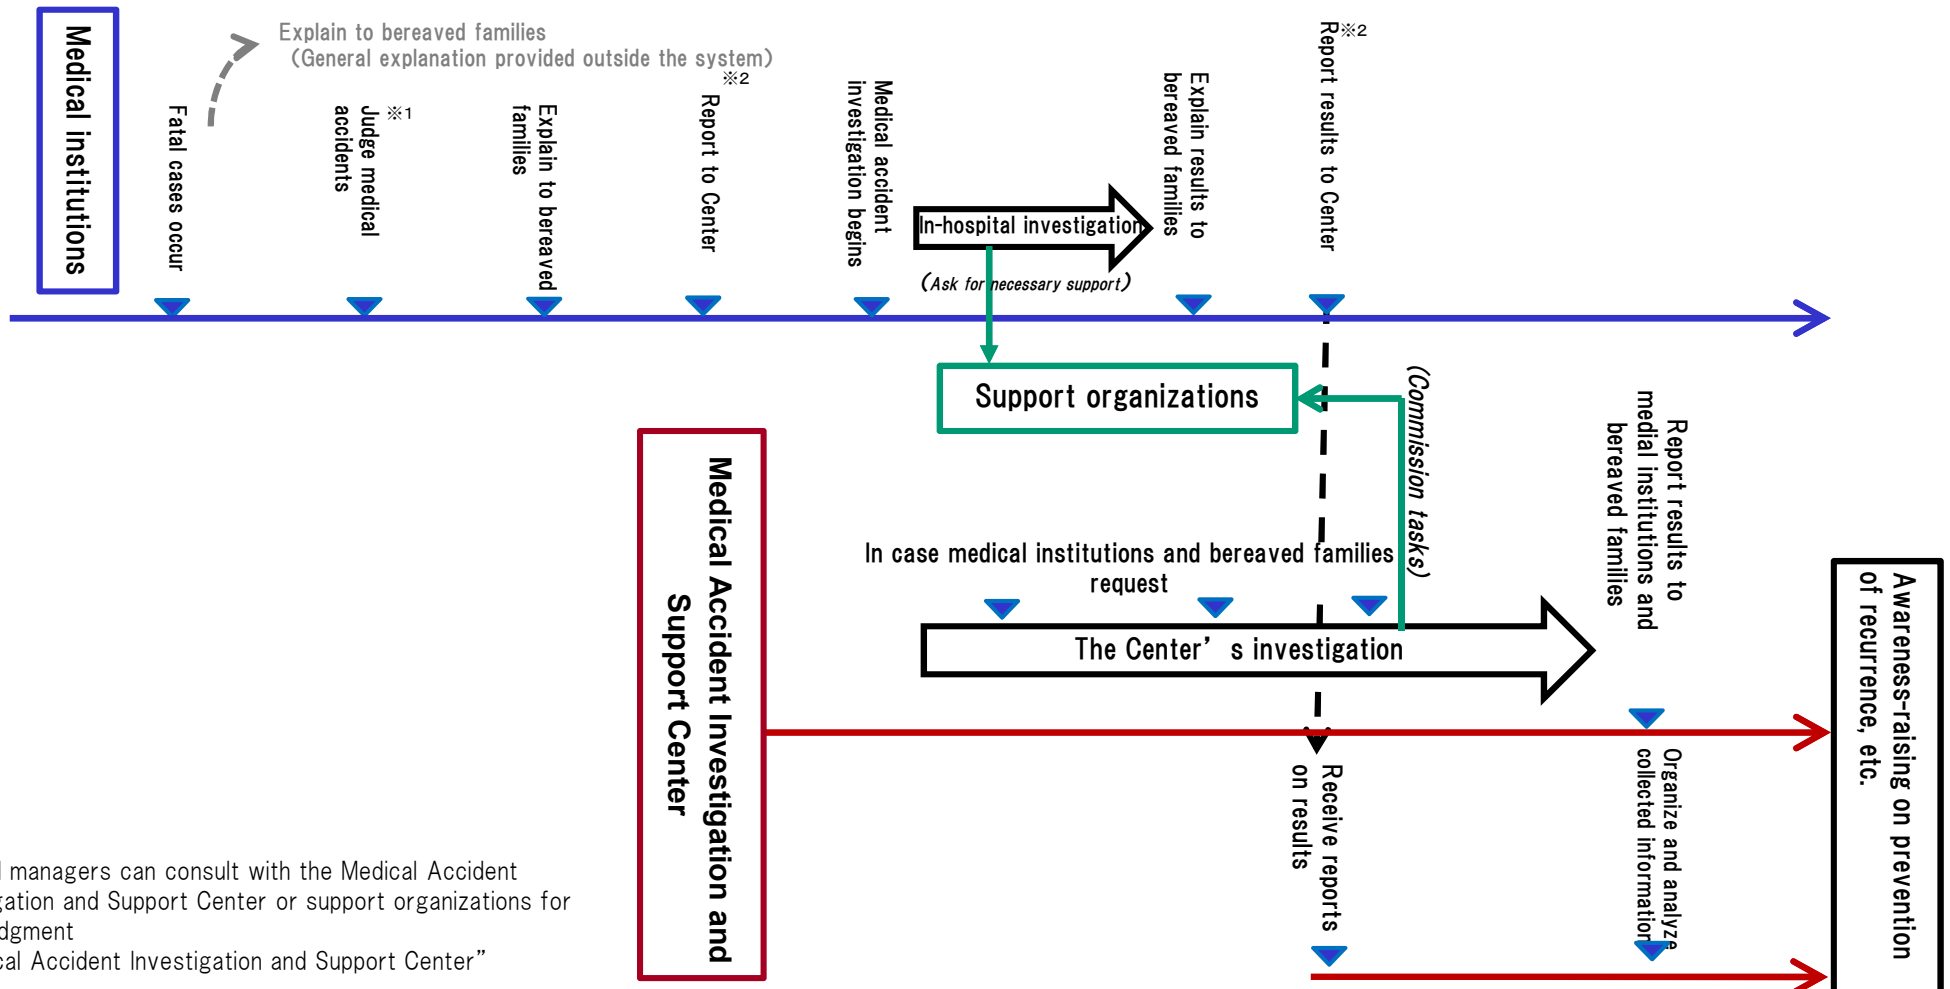 Medical institutions
Explain to bereaved families
(General explanation provided outside the system)
Fatal cases occur
※1
Judge medical
accidents
Explain to bereaved
families
※2
Report to Center
Medical accident
investigation begins
In-hospital investigation
(Ask for necessary support)
Explain results to
bereaved families
※2
Report results to Center
Support organizations
(Commission tasks)
Medical Accident Investigation and
Support Center
In case medical institutions and bereaved families
request
The Center’s investigation
Report results to
medial institutions and
bereaved families
Awareness-raising on prevention
of recurrence, etc.
Receive reports
on results
Organize and analyze
collected information
managers can consult with the Medical Accident
and Support Center or support organizations for
Accident Investigation and Support Center”